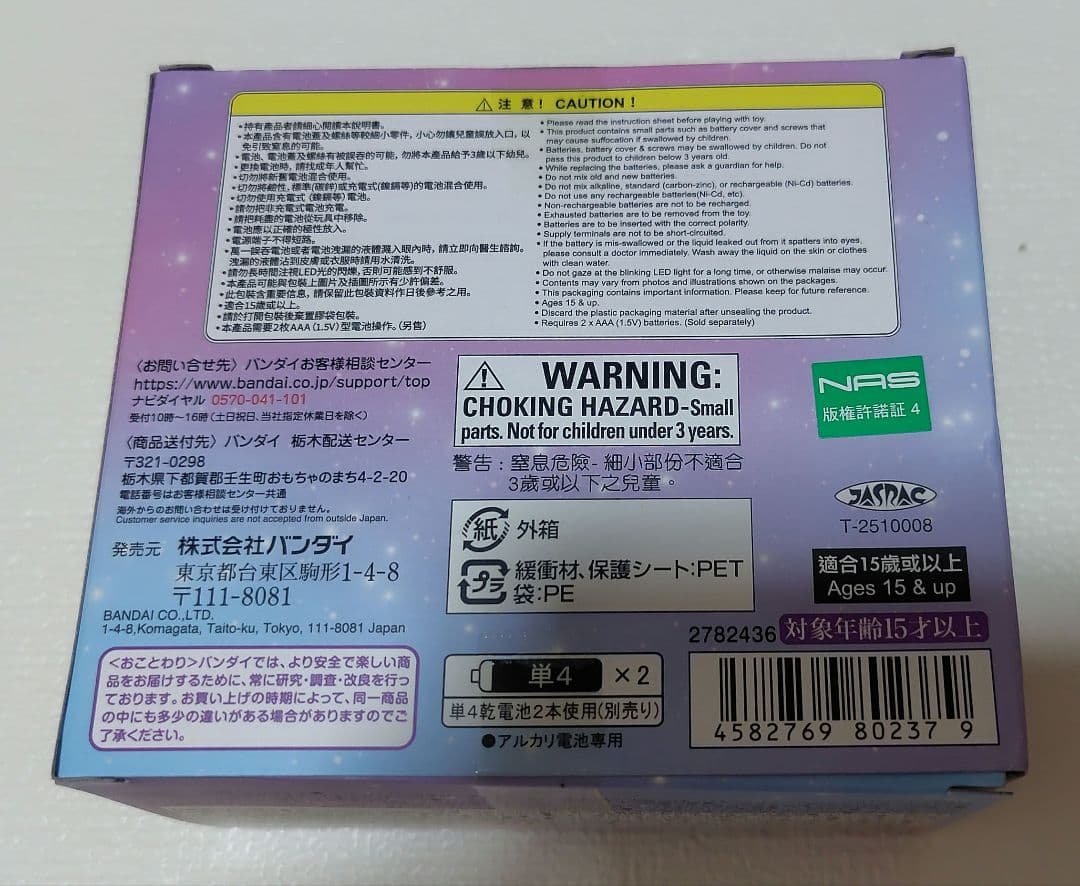 ⚠ 注 意！ CAUTION！
•持有產品者請細心閱讀本說明書。
•本產品含有電池蓋及螺絲等較細小零件，小心勿讓兒童誤放入口，以
免引致窒息的可能。
•電池、電池蓋及螺絲有被誤吞的可能，勿將本產品給予3歲以下幼兒。
•更換電池時，請找成年人幫忙。
•切勿將新舊電池混合使用。
•切勿將鹼性，標準(碳鋅)或充電式(鎳鎘等)的電池混合使用。
•切勿使用充電式 (鎳鎘等) 電池。
•請勿把非充電式電池充電。
•請把耗盡的電池從玩具中移除。
•電池應以正確的極性放入。
•電源端子不得短路。
•萬一誤吞電池或者電池洩漏的液體濺入眼內時，請立即向醫生諮詢。
洩漏的液體沾到皮膚或衣服時請用水清洗。
•請勿長時間注視LED光的閃爍，否則可能感到不舒服。
•本產品可能與包裝上圖片及插圖所示有少許偏差。
•此包裝含重要信息，請保留此包裝資料作日後參考之用。
•適合15歲或以上。
•請於打開包裝後棄置膠袋包裝。
•本產品需要2枚AAA (1.5V) 型電池操作。(另售)
• Please read the instruction sheet before playing with toy.
• This product contains small parts such as battery cover and screws that
may cause suffocation if swallowed by children.
• Batteries, battery cover & screws may be swallowed by children. Do not
pass this product to children below 3 years old.
• While replacing the batteries, please ask a guardian for help.
• Do not mix old and new batteries.
• Do not mix alkaline, standard (carbon-zinc), or rechargeable (Ni-Cd) batteries.
• Do not use any rechargeable batteries(Ni-Cd, etc).
• Non-rechargeable batteries are not to be recharged.
• Exhausted batteries are to be removed from the toy.
• Batteries are to be inserted with the correct polarity.
• Supply terminals are not to be short-circuited.
• If the battery is mis-swallowed or the liquid leaked out from it spatters into eyes,
please consult a doctor immediately. Wash away the liquid on the skin or clothes
with clean water.
• Do not gaze at the blinking LED light for a long time, or otherwise malaise may occur.
• Contents may vary from photos and illustrations shown on the packages.
• This packaging contains important information. Please keep for future reference.
• Ages 15 & up.
• Discard the plastic packaging material after unsealing the product.
• Requires 2 x AAA (1.5V) batteries. (Sold separately)
〈お問い合せ先〉バンダイお客様相談センター
https://www.bandai.co.jp/support/top
ナビダイヤル 0570-041-101
受付10時〜16時(土日祝日、当社指定休業日を除く)
〈商品送付先〉バンダイ 栃木配送センター
〒321-0298
栃木県下都賀郡壬生町おもちゃのまち4-2-20
電話番号はお客様相談センター共通
海外からのお問い合わせは受け付けておりません。
Customer service inquiries are not accepted from outside Japan.
発売元 株式会社バンダイ
東京都台東区駒形1-4-8
〒111-8081
BANDAI CO.,LTD.
1-4-8,Komagata, Taito-ku, Tokyo, 111-8081 Japan
〈おことわり〉バンダイでは、より安全で楽しい商
品をお届けするために、常に研究・調査・改良を行っ
ております。お買い上げの時期によって、同一商品
の中にも多少の違いがある場合がありますのでご
了承ください。
⚠ WARNING:
CHOKING HAZARD-Small
parts. Not for children under 3 years.
警告：窒息危險- 細小部份不適合
3歲或以下之兒童。
紙 外箱
プラ 緩衝材、保護シート:PET
袋:PE
単4 ×2
単4乾電池2本使用(別売り)
●アルカリ電池専用
NAS
版権許諾証 4
JASRAC
T-2510008
適合15歲或以上
Ages 15 & up
2782436 対象年齢15才以上
4582769 80237 9